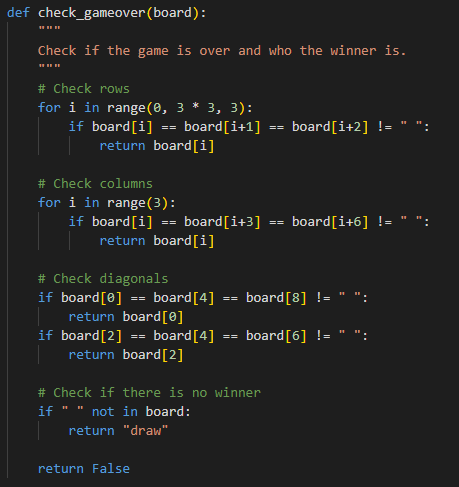 def check_gameover(board):
    """
    Check if the game is over and who the winner is.
    """
    # Check rows
    for i in range(0, 3 * 3, 3):
        if board[i] == board[i+1] == board[i+2] != " ":
            return board[i]

    # Check columns
    for i in range(3):
        if board[i] == board[i+3] == board[i+6] != " ":
            return board[i]

    # Check diagonals
    if board[0] == board[4] == board[8] != " ":
        return board[0]
    if board[2] == board[4] == board[6] != " ":
        return board[2]

    # Check if there is no winner
    if " " not in board:
        return "draw"

    return False